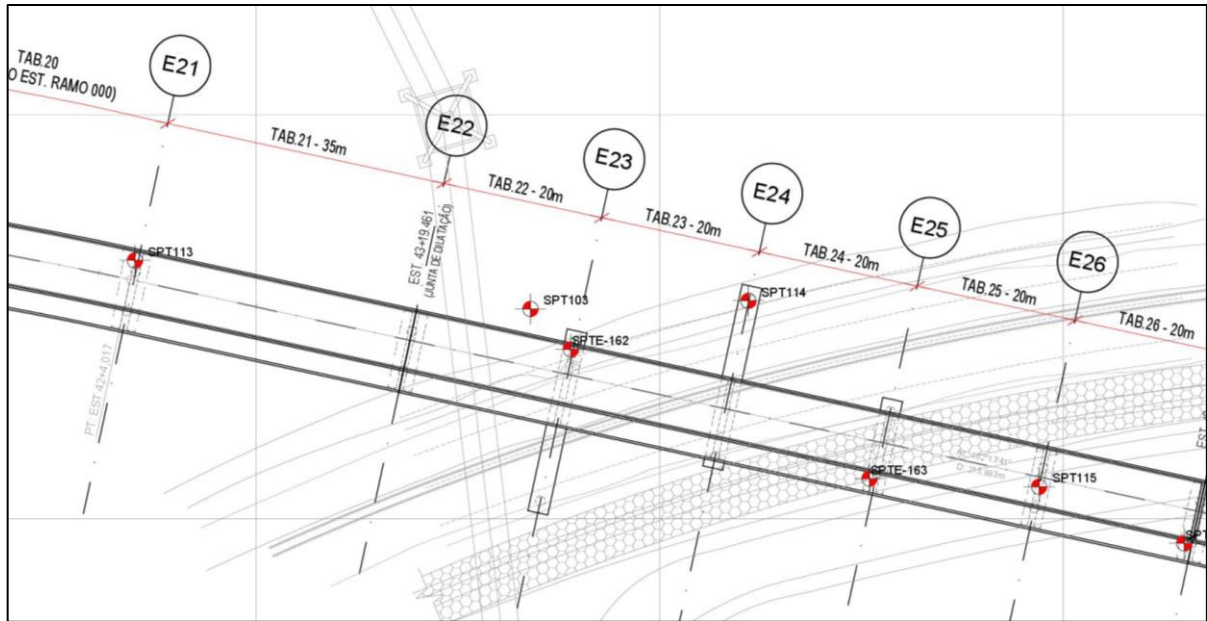 TAB.20
O EST. RAMO 000)
E21
TAB.21 - 35m
E22
TAB.22 - 20m
E23
TAB.23 - 20m
E24
TAB.24 - 20m
E25
TAB.25 - 20m
E26
TAB.26 - 20m
EST. 43+19.461
(JUNTA DE DILATAÇÃO)
SPT113
SPT103
SPTE-162
SPT114
SPTE-163
SPT115
SPT
PT. EST 42+4.017
EST.